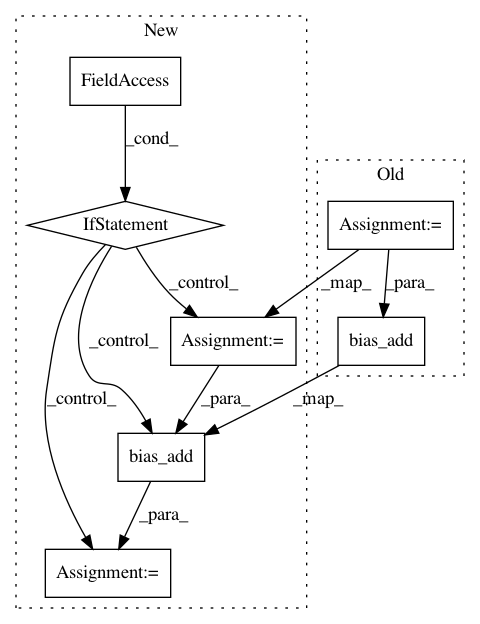 New
FieldAccess
_cond_
Old
IfStatement
Assignment:=
_control_
_map_
_para_
_control_
Assignment:=
bias_add
_control_
_para_
_map_
bias_add
_para_
Assignment:=